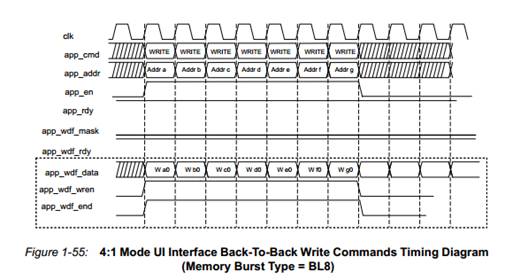 clk
app_cmd WRITE WRITE WRITE WRITE WRITE WRITE WRITE
app_addr Addr a Addr b Addr c Addr d Addr e Addr f Addr g
app_en
app_rdy
app_wdf_mask
app_wdf_rdy
app_wdf_data W a0 W b0 W c0 W d0 W e0 W f0 W g0
app_wdf_wren
app_wdf_end
Figure 1-55: 4:1 Mode UI Interface Back-To-Back Write Commands Timing Diagram
(Memory Burst Type = BL8)